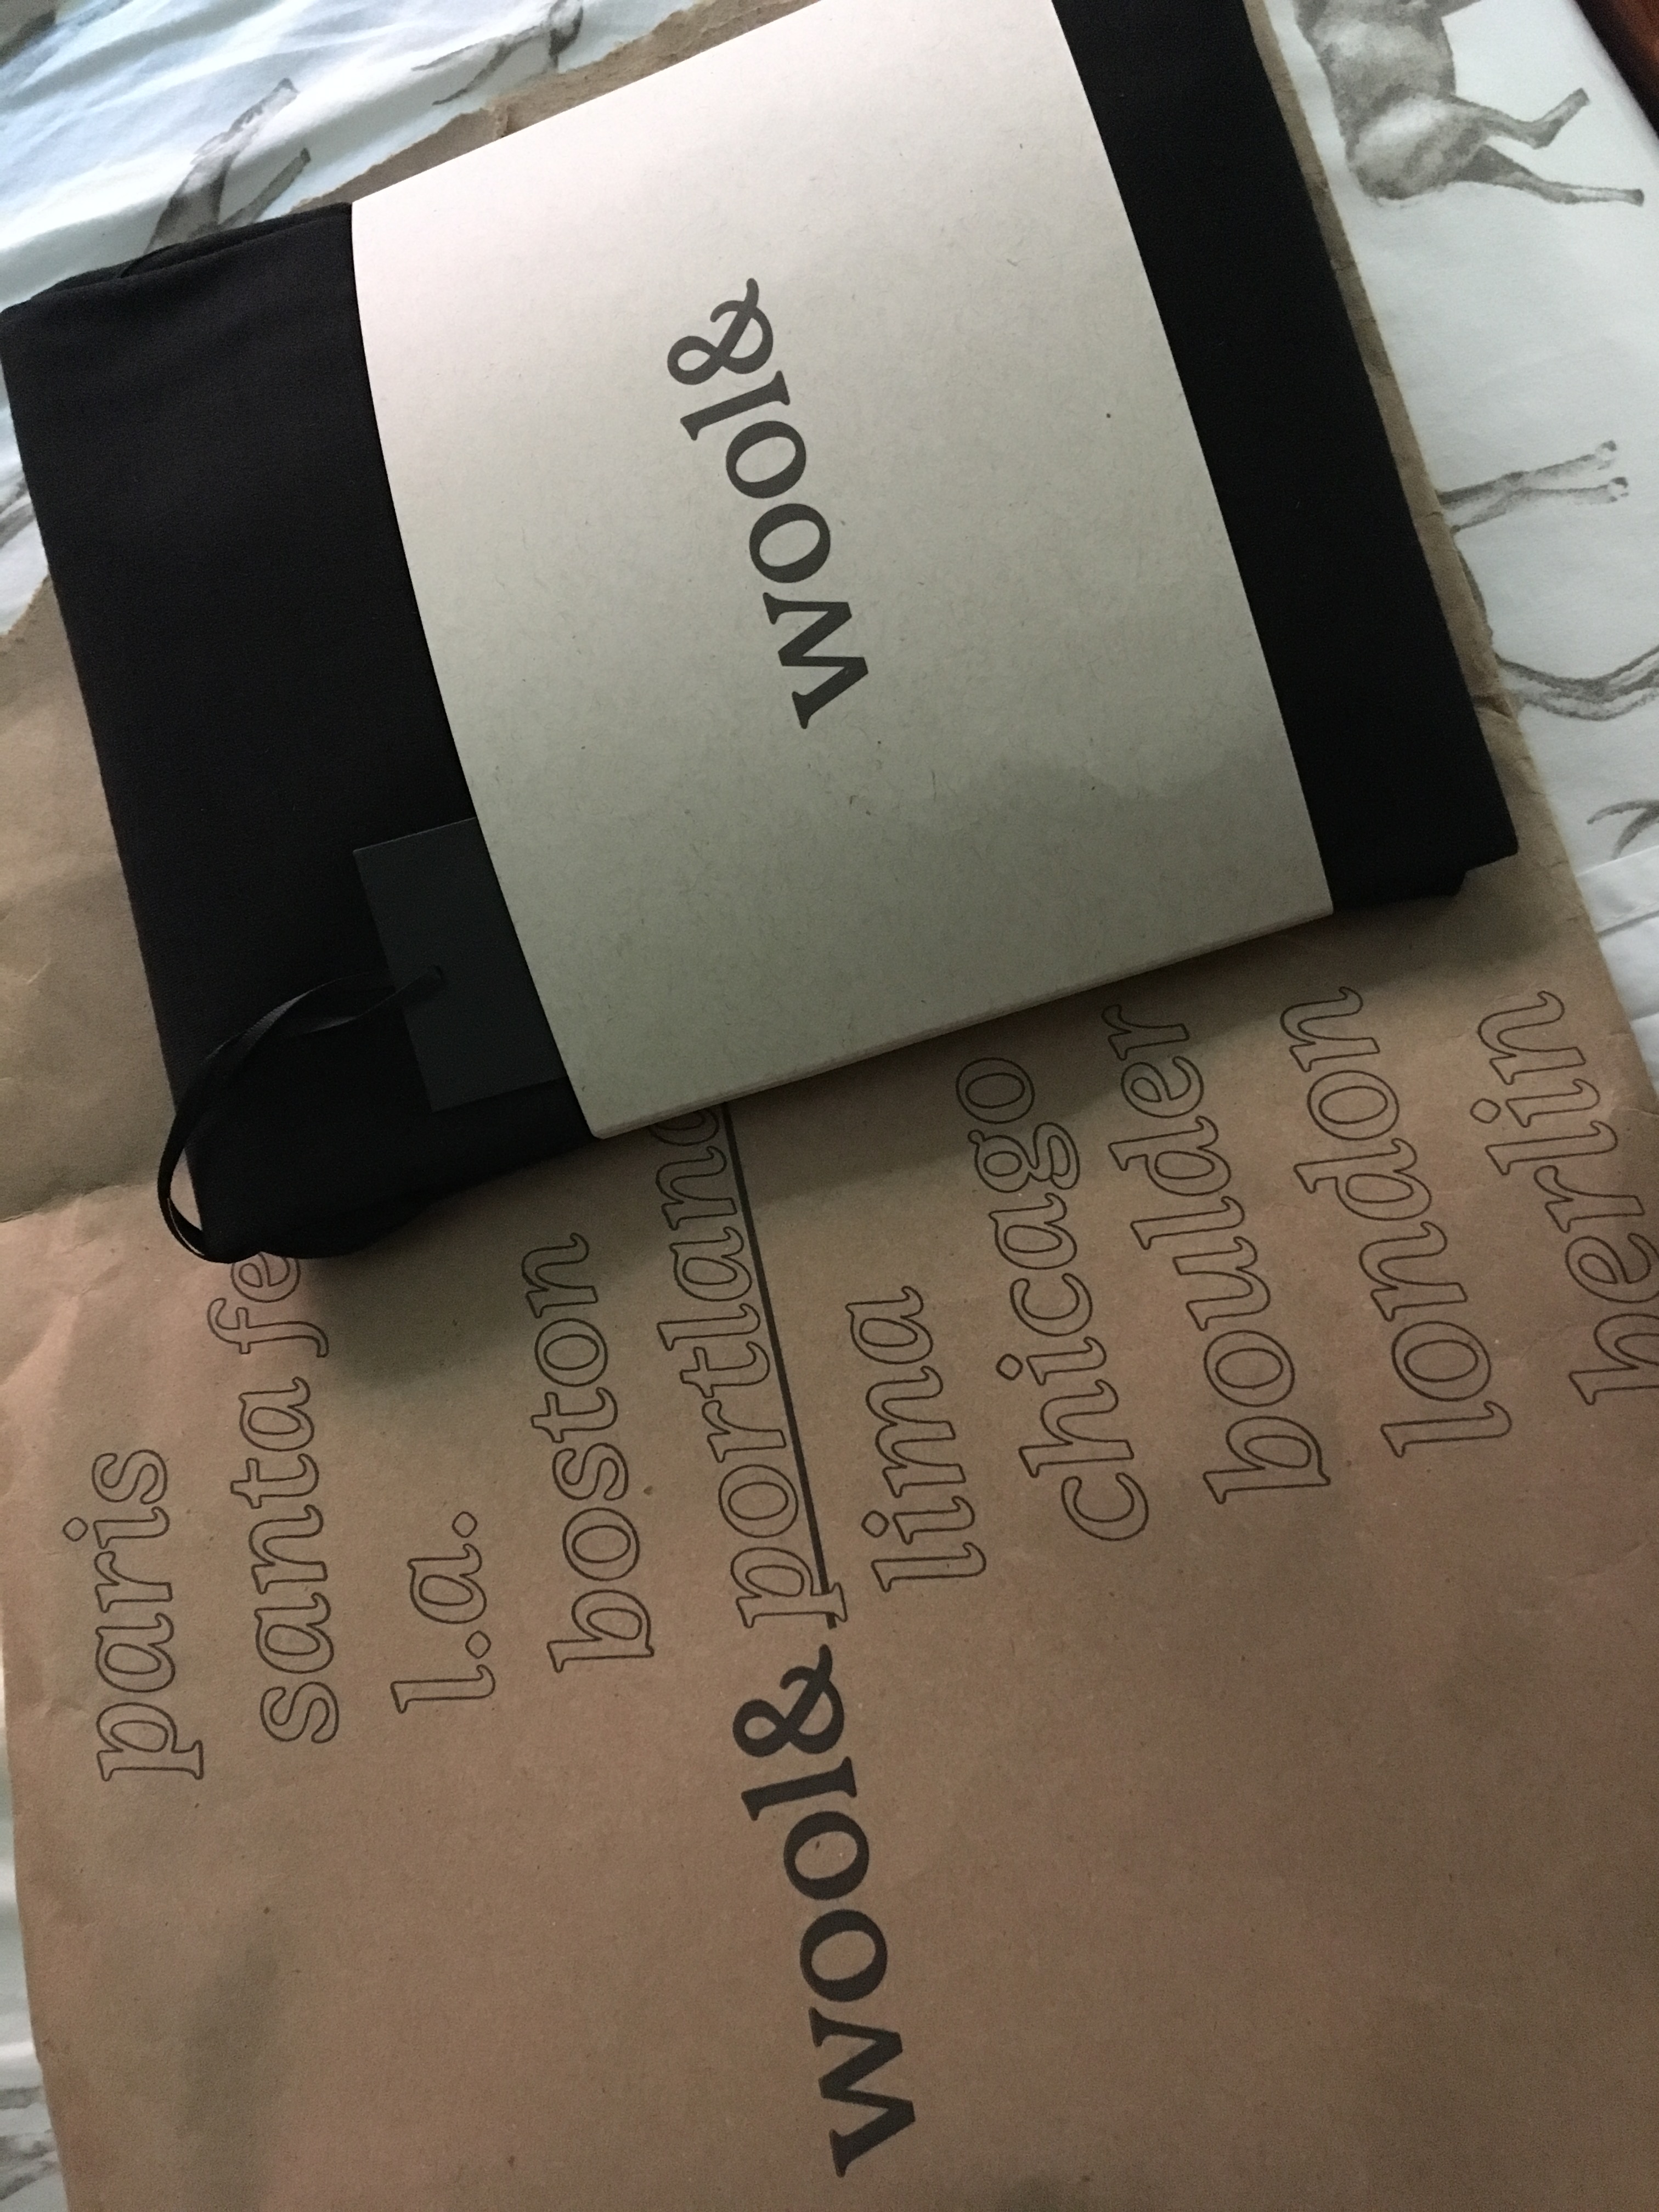 wool&
paris
santa fe
l.a.
boston
wool& portland
lima
chicago
boulder
london
berlin